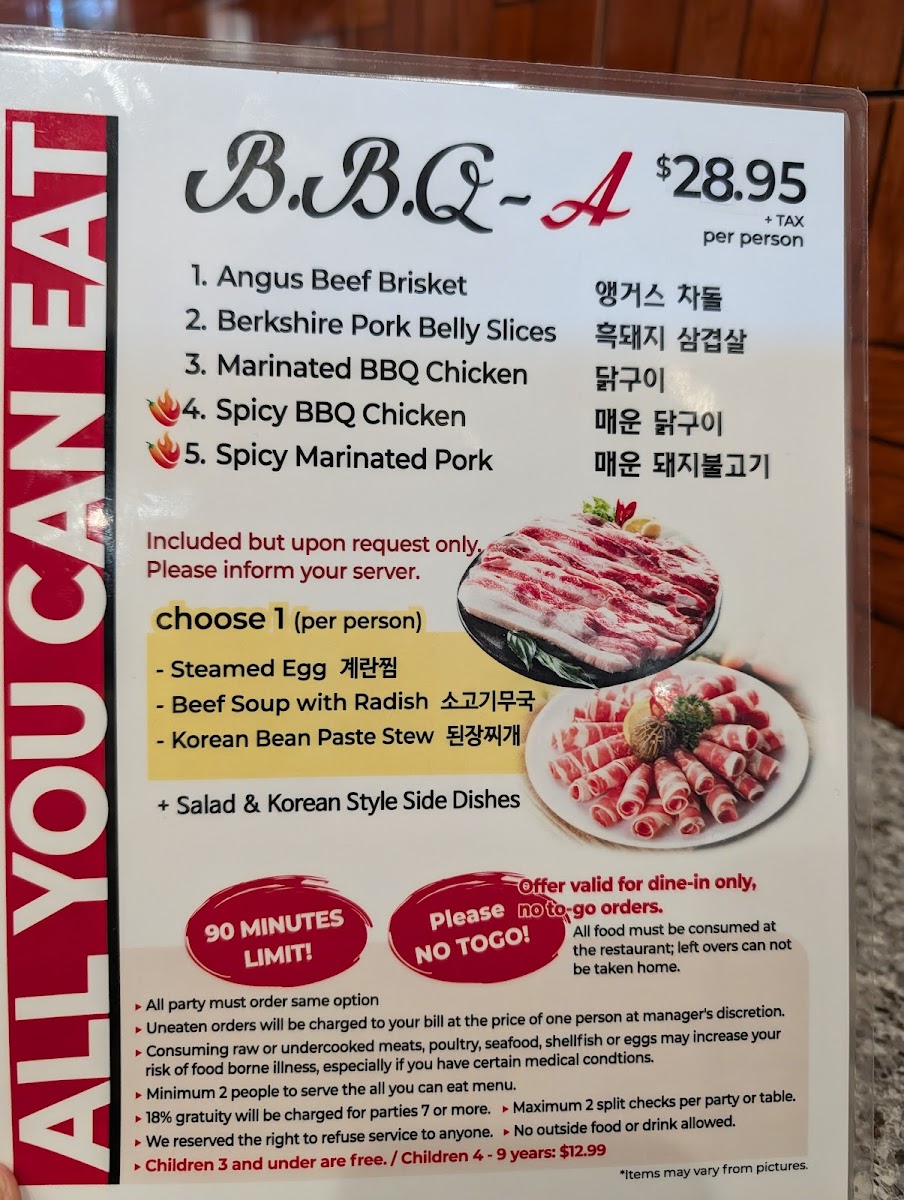 ALL YOU CAN EAT
B.B.Q - A $28.95
+ TAX
per person
1. Angus Beef Brisket 앵거스 차돌
2. Berkshire Pork Belly Slices 흑돼지 삼겹살
3. Marinated BBQ Chicken 닭구이
4. Spicy BBQ Chicken 매운 닭구이
5. Spicy Marinated Pork 매운 돼지불고기
Included but upon request only.
Please inform your server.
choose 1 (per person)
- Steamed Egg 계란찜
- Beef Soup with Radish 소고기무국
- Korean Bean Paste Stew 된장찌개
+ Salad & Korean Style Side Dishes
90 MINUTES
LIMIT!
Please
NO TOGO!
Offer valid for dine-in only,
no to-go orders.
All food must be consumed at
the restaurant; left overs can not
be taken home.
▸ All party must order same option
▸ Uneaten orders will be charged to your bill at the price of one person at manager's discretion.
▸ Consuming raw or undercooked meats, poultry, seafood, shellfish or eggs may increase your
risk of food borne illness, especially if you have certain medical condtions.
▸ Minimum 2 people to serve the all you can eat menu.
▸ 18% gratuity will be charged for parties 7 or more. ▸ Maximum 2 split checks per party or table.
▸ We reserved the right to refuse service to anyone. ▸ No outside food or drink allowed.
▸ Children 3 and under are free. / Children 4 - 9 years: $12.99
*Items may vary from pictures.